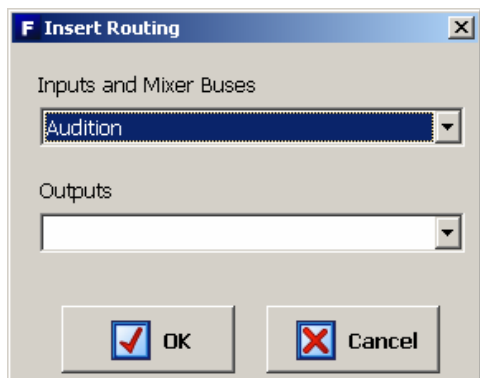 F Insert Routing
Inputs and Mixer Buses
Audition
Outputs
OK Cancel